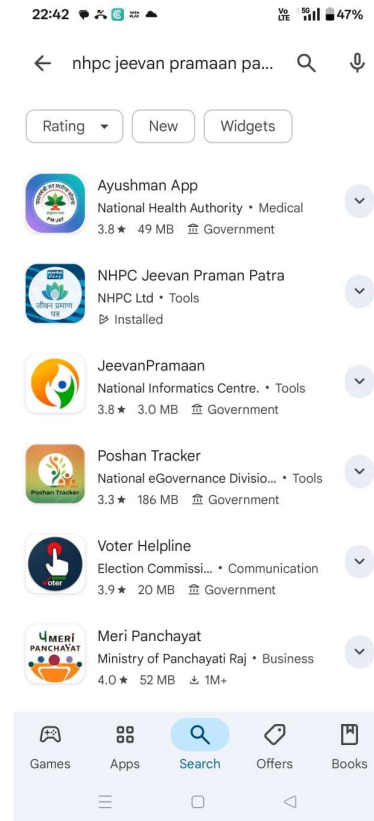 22:42
Vo LTE 5G 47%
nhpc jeevan pramaan pa...
Rating New Widgets
Ayushman App
National Health Authority • Medical
3.8★ 49 MB Government
PM-JAY
NHPC Jeevan Praman Patra
NHPC Ltd • Tools
Installed
जीवन प्रमाण
पत्र
JeevanPramaan
National Informatics Centre. • Tools
3.8★ 3.0 MB Government
Poshan Tracker
National eGovernance Divisio... • Tools
3.3★ 186 MB Government
Poshan Tracker
Voter Helpline
Election Commissi... • Communication
3.9★ 20 MB Government
Voter
Meri Panchayat
Ministry of Panchayati Raj • Business
4.0★ 52 MB 1M+
MERI
PANCHAYAT
Games Apps Search Offers Books